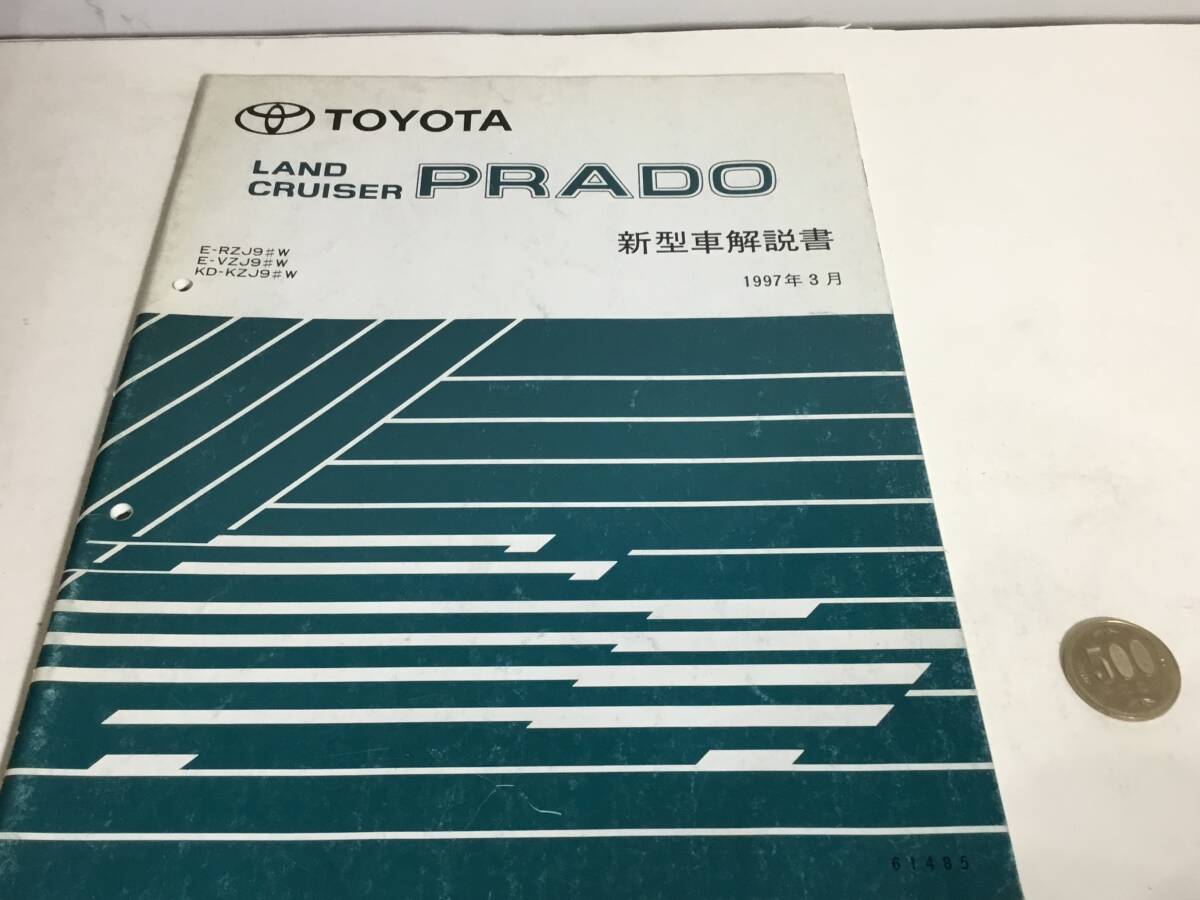 TOYOTA
LAND
CRUISER PRADO
E-RZJ9#W
E-VZJ9#W
KD-KZJ9#W
新型車解説書
1997年3月
61485
500